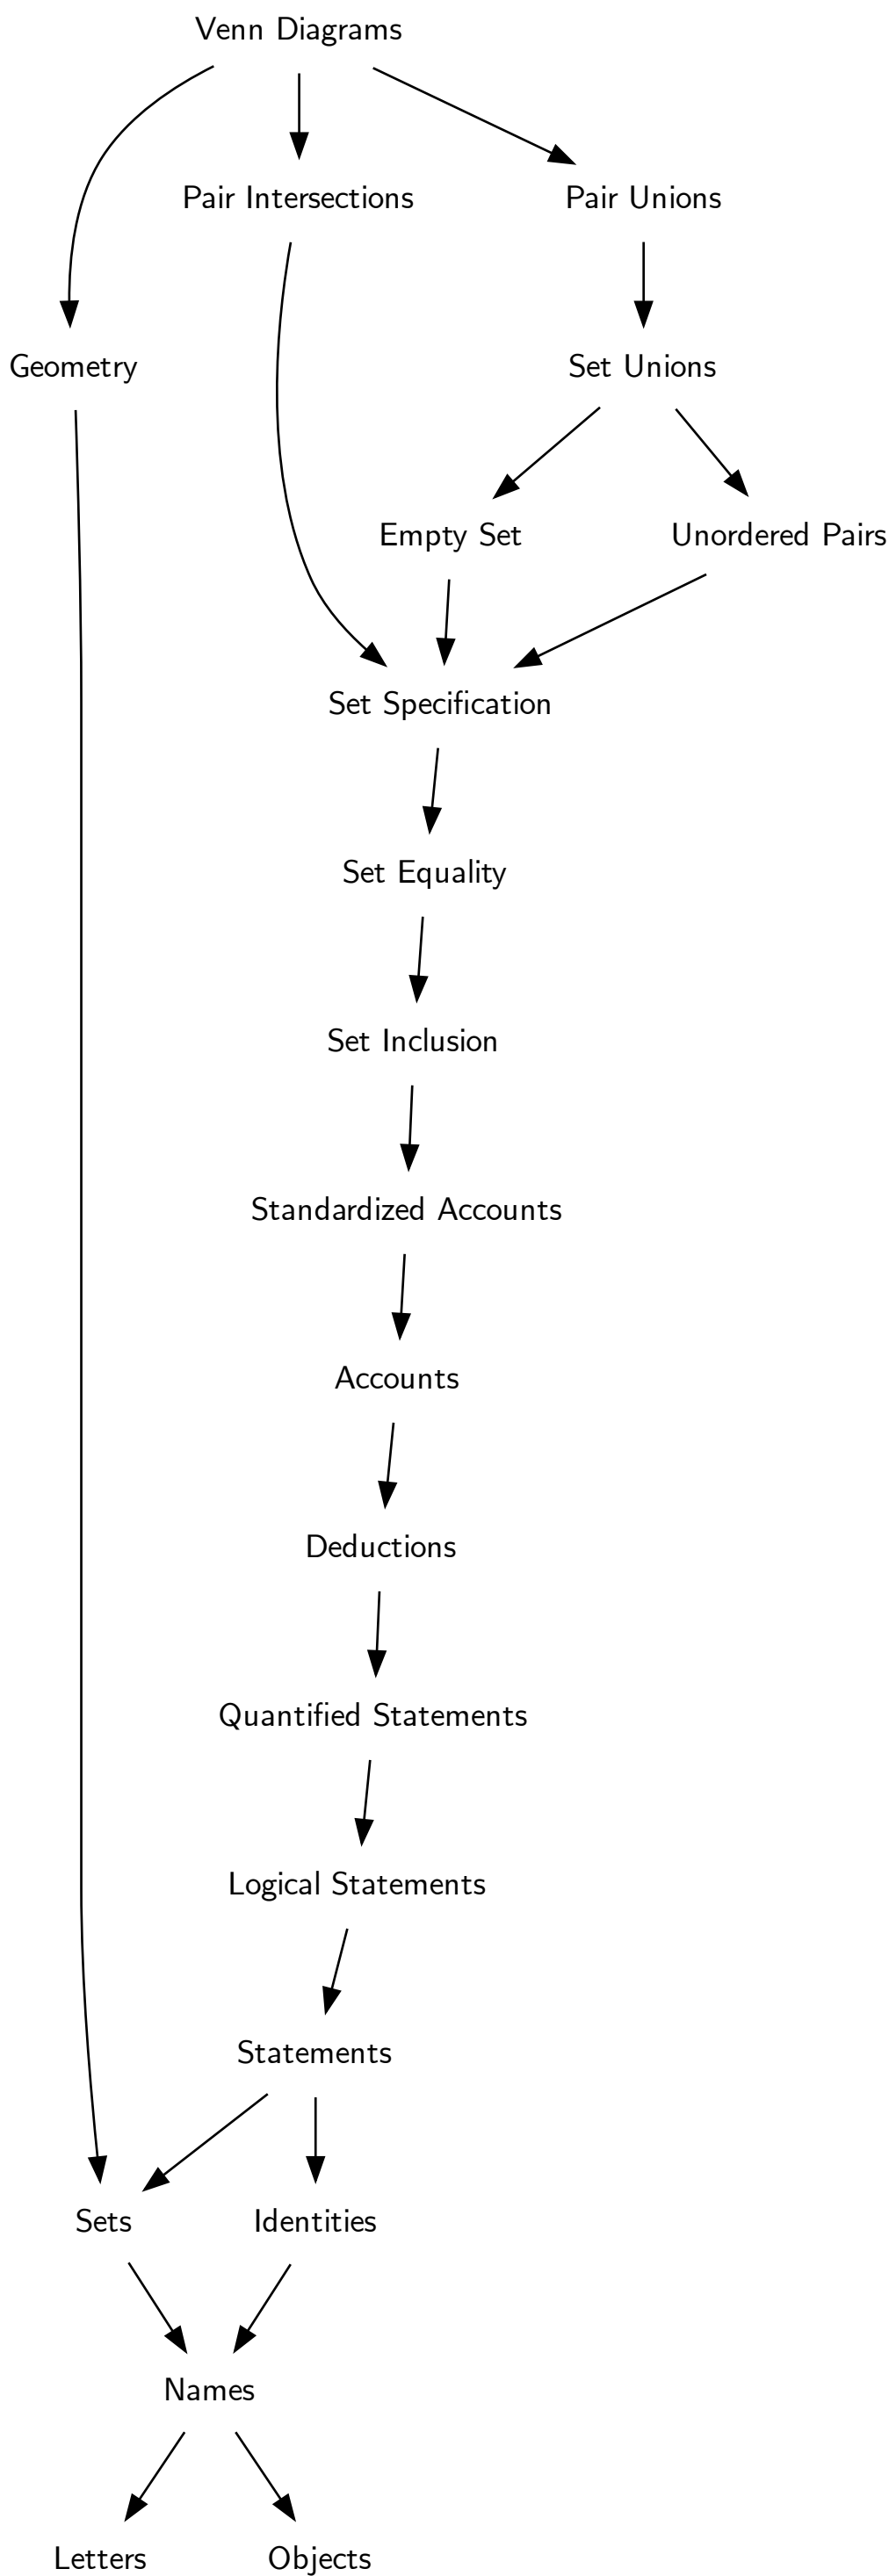 Venn Diagrams
Pair Intersections
Pair Unions
Geometry
Set Unions
Empty Set
Unordered Pairs
Set Specification
Set Equality
Set Inclusion
Standardized Accounts
Accounts
Deductions
Quantified Statements
Logical Statements
Statements
Sets
Identities
Names
Letters
Objects